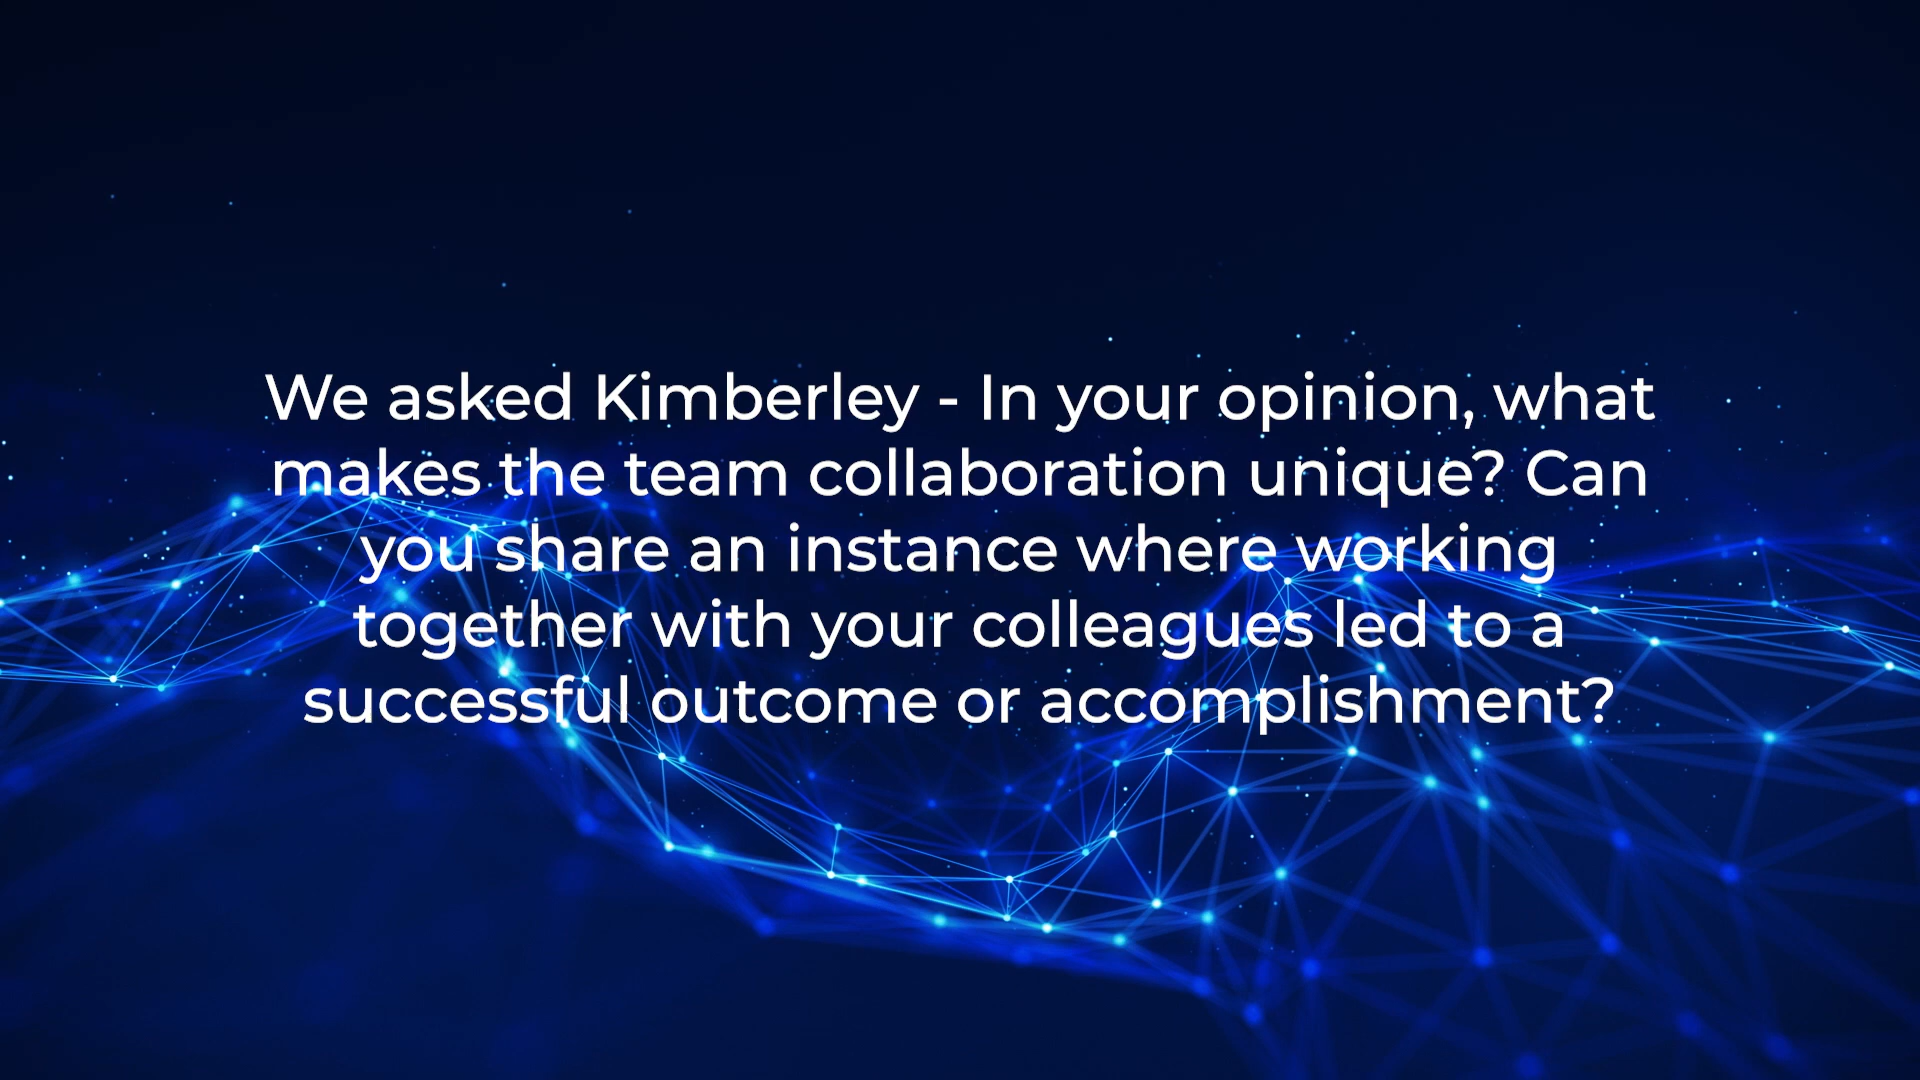 We asked Kimberley - In your opinion, what
makes the team collaboration unique? Can
you share an instance where working
together with your colleagues led to a
successful outcome or accomplishment?